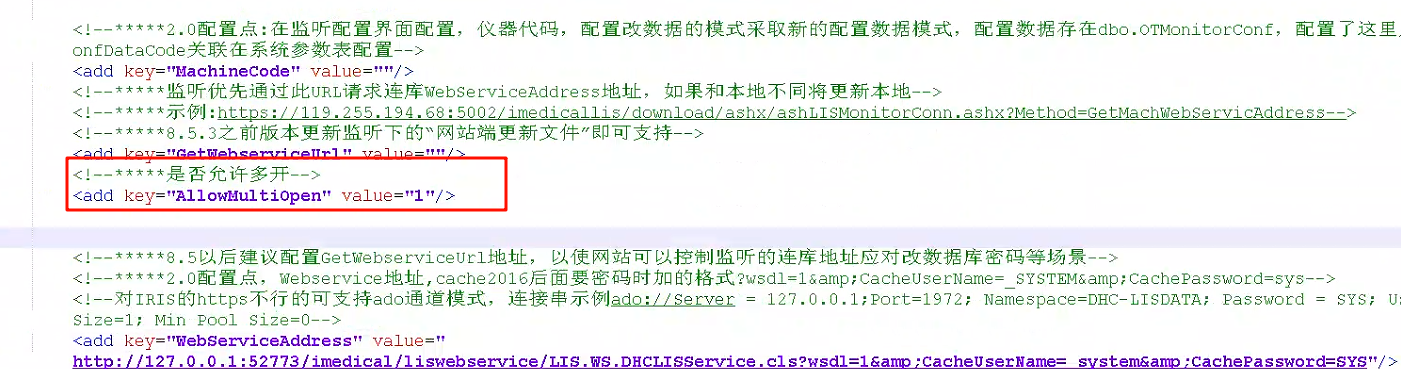 <!--*****2.0配置点:在监听配置界面配置，仪器代码，配置改数据的模式采取新的配置数据模式，配置数据存在dbo.OTMonitorConf，配置了这里
onfDataCode关联在系统参数表配置-->
<add key="MachineCode" value=""/>
<!--*****监听优先通过此URL请求连库WebServiceAddress地址，如果和本地不同将更新本地-->
<!--*****示例:https://119.255.194.68:5002/imedicallis/download/ashx/ashLISMonitorConn.ashx?Method=GetMachWebServicAddress-->
<!--*****8.5.3之前版本更新监听下的“网站端更新文件”即可支持-->
<add key="GetWebserviceUrl" value=""/>
<!--*****是否允许多开-->
<add key="AllowMultiOpen" value="1"/>
<!--*****8.5以后建议配置GetWebserviceUrl地址，以使网站可以控制监听的连库地址应对改数据库密码等场景-->
<!--*****2.0配置点，Webservice地址,cache2016后面要密码时加的格式?wsdl=1&amp;CacheUserName=_SYSTEM&amp;CachePassword=sys-->
<!--对IRIS的https不行的可支持ado通道模式，连接串示例ado://Server = 127.0.0.1;Port=1972; Namespace=DHC-LISDATA; Password = SYS; Us
Size=1; Min Pool Size=0-->
<add key="WebServiceAddress" value="
http://127.0.0.1:52773/imedical/liswebservice/LIS.WS.DHCLISService.cls?wsdl=1&amp;CacheUserName=_system&amp;CachePassword=SYS"/>